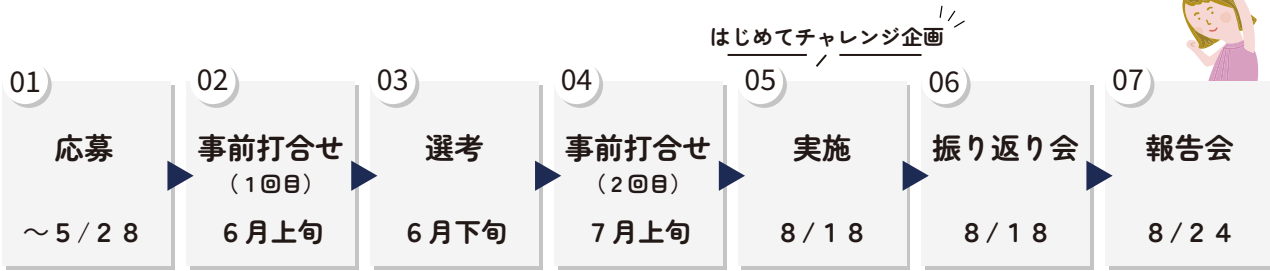 はじめてチャレンジ企画
01
応募
～5/28
02
事前打合せ
（1回目）
6月上旬
03
選考
6月下旬
04
事前打合せ
（2回目）
7月上旬
05
実施
8/18
06
振り返り会
8/18
07
報告会
8/24